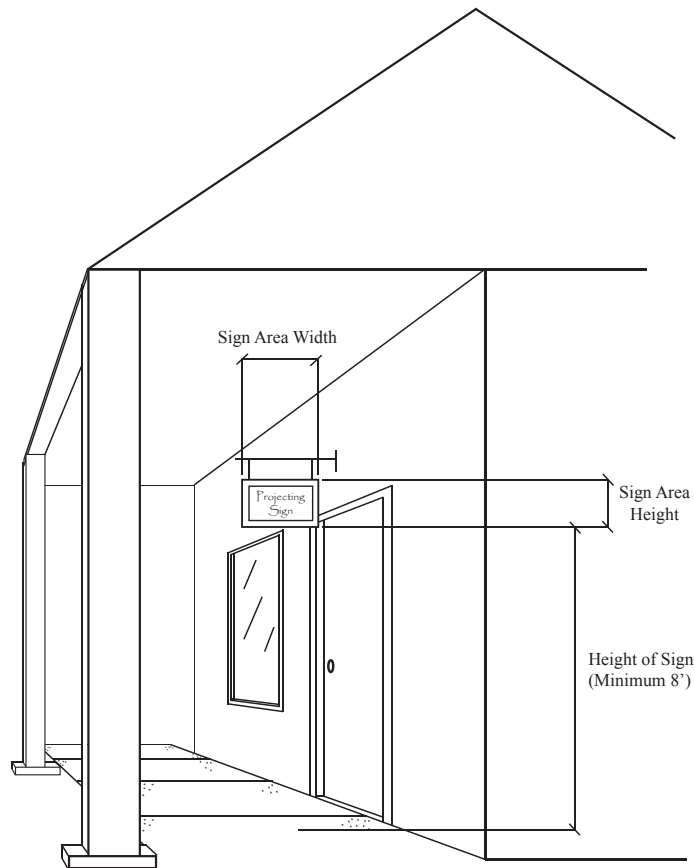 Sign Area Width
Projecting
Sign
Sign Area
Height
Height of Sign
(Minimum 8’)